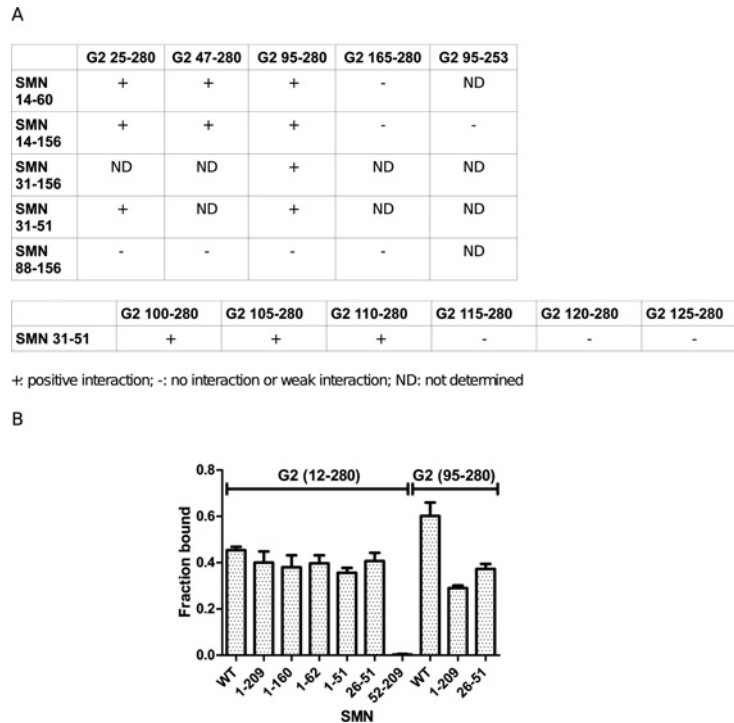 A
G2 25-280 G2 47-280 G2 95-280 G2 165-280 G2 95-253
SMN 14-60 + + + - ND
SMN 14-156 + + + - -
SMN 31-156 ND ND + ND ND
SMN 31-51 + ND + ND ND
SMN 88-156 - - - - ND
G2 100-280 G2 105-280 G2 110-280 G2 115-280 G2 120-280 G2 125-280
SMN 31-51 + + + - - -
+: positive interaction; -: no interaction or weak interaction; ND: not determined
B
G2 (12-280) G2 (95-280)
0.8
0.6
0.4
0.2
0.0
Fraction bound
WT 1-209 1-160 1-62 1-51 26-51 52-209 WT 1-209 26-51
SMN